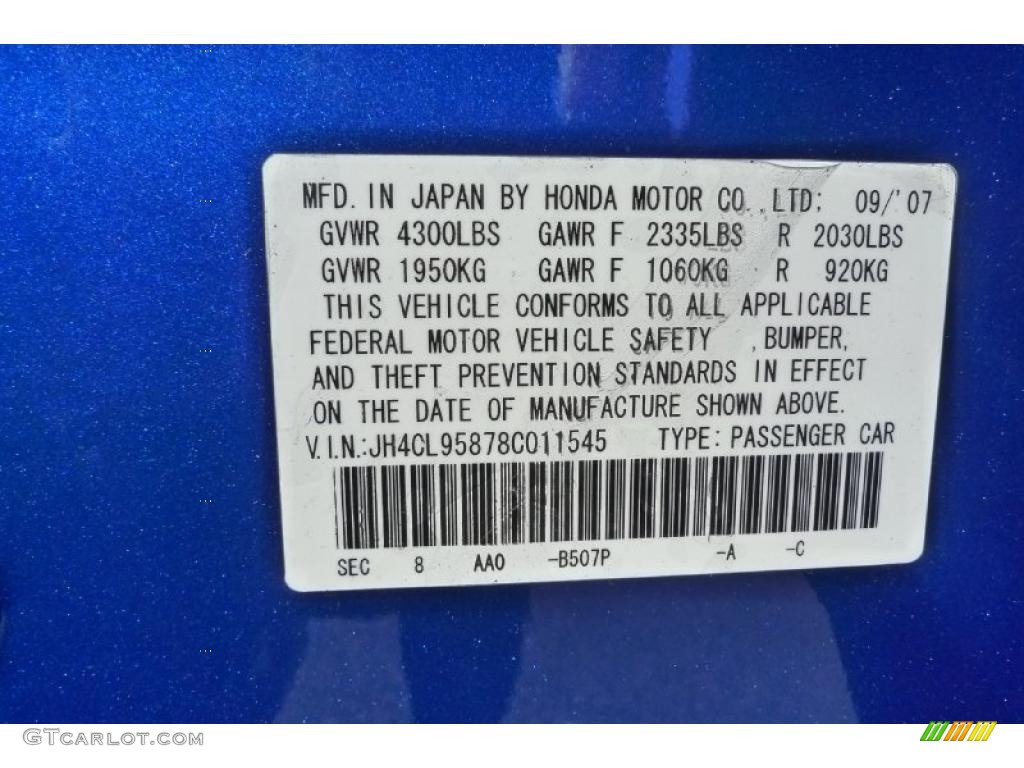 MFD. IN JAPAN BY HONDA MOTOR CO.,LTD; 09/'07
GVWR 4300LBS GAWR F 2335LBS R 2030LBS
GVWR 1950KG GAWR F 1060KG R 920KG
THIS VEHICLE CONFORMS TO ALL APPLICABLE
FEDERAL MOTOR VEHICLE SAFETY ,BUMPER,
AND THEFT PREVENTION STANDARDS IN EFFECT
ON THE DATE OF MANUFACTURE SHOWN ABOVE.
V.I.N.:JH4CL95878C011545 TYPE:PASSENGER CAR
SEC 8 AA0 -B507P -A -C
GTCARLOT.COM